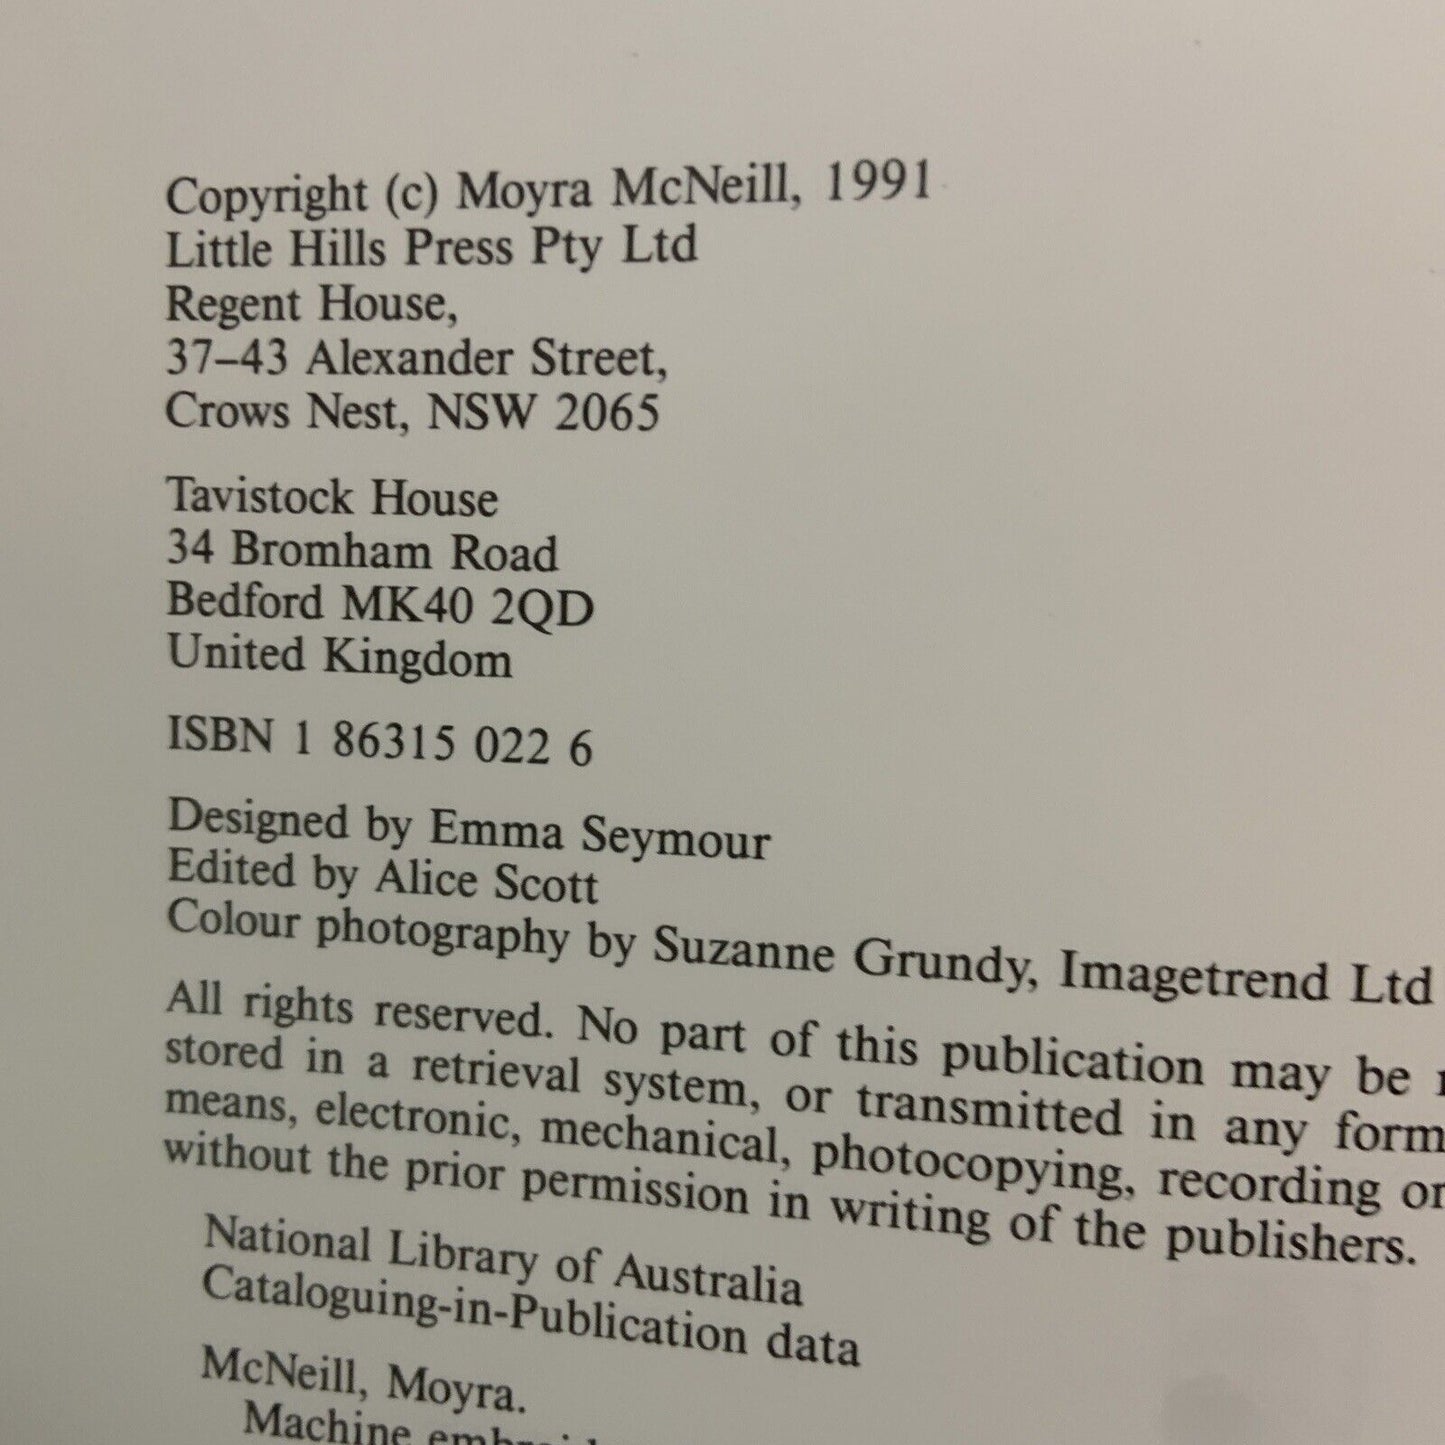 Copyright (c) Moyra McNeill, 1991
Little Hills Press Pty Ltd
Regent House,
37–43 Alexander Street,
Crows Nest, NSW 2065
Tavistock House
34 Bromham Road
Bedford MK40 2QD
United Kingdom
ISBN 1 86315 022 6
Designed by Emma Seymour
Edited by Alice Scott
Colour photography by Suzanne Grundy, Imagetrend Ltd
All rights reserved. No part of this publication may be
stored in a retrieval system, or transmitted in any form
means, electronic, mechanical, photocopying, recording or
without the prior permission in writing of the publishers.
National Library of Australia
Cataloguing-in-Publication data
McNeill, Moyra.
Machine